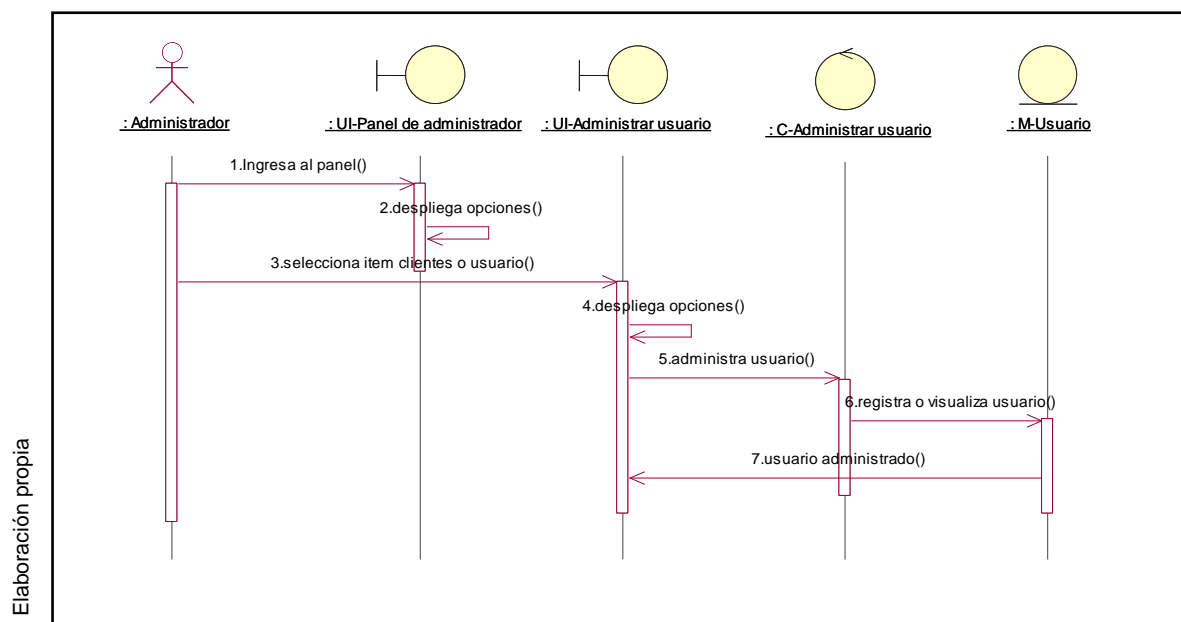 : Administrador
: UI-Panel de administrador
: UI-Administrar usuario
: C-Administrar usuario
: M-Usuario
1.Ingresa al panel()
2.despliega opciones()
3.selecciona item clientes o usuario()
4.despliega opciones()
5.administra usuario()
6.registra o visualiza usuario()
7.usuario administrado()
Elaboración propia